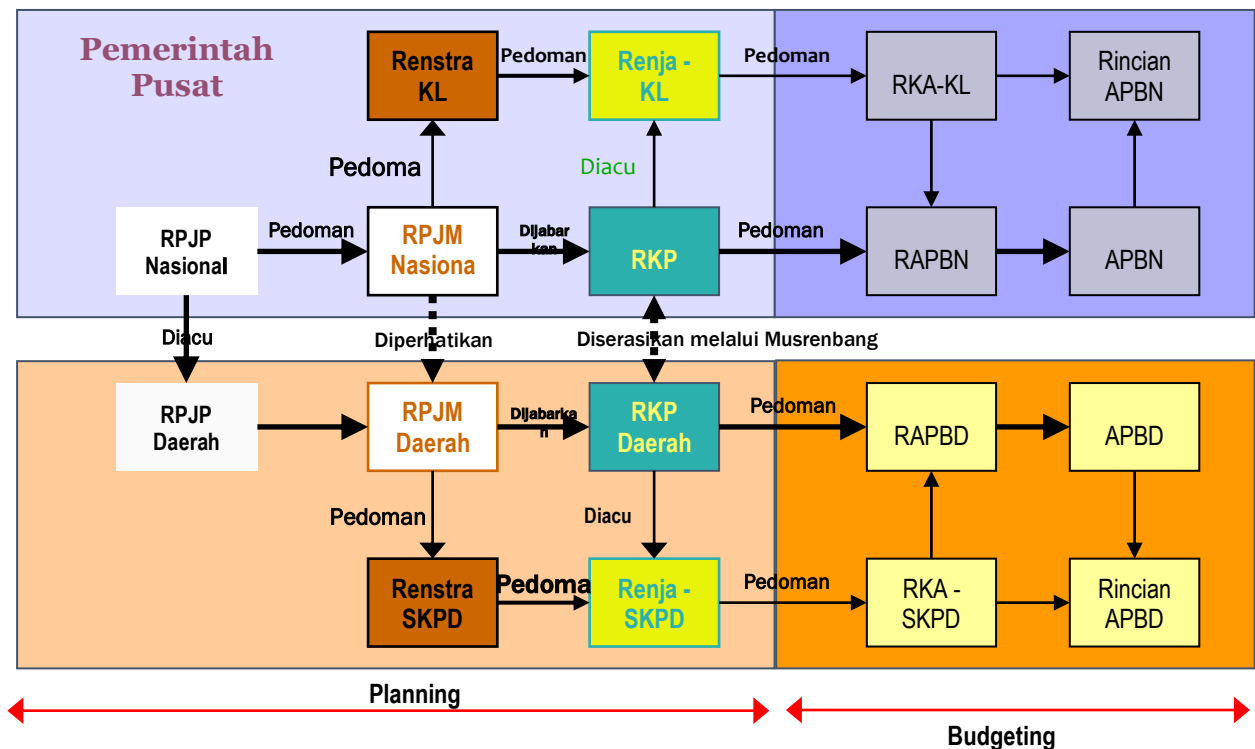 Pemerintah
Pusat
Renstra
KL
Pedoman
Renja -
KL
Pedoman
RKA-KL
Rincian
APBN
Pedoma
Diacu
RPJP
Nasional
Pedoman
RPJM
Nasiona
Dijabar
kan
RKP
Pedoman
RAPBN
APBN
Diacu
Diperhatikan
Diserasikan melalui Musrenbang
RPJP
Daerah
RPJM
Daerah
Dijabarka
n
RKP
Daerah
Pedoman
RAPBD
APBD
Pedoman
Diacu
Renstra
SKPD
Pedoma
Renja -
SKPD
Pedoman
RKA -
SKPD
Rincian
APBD
Planning
Budgeting